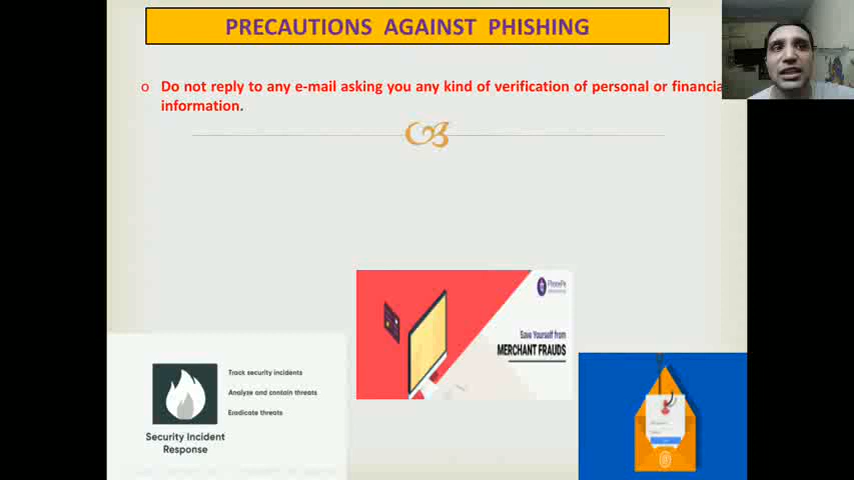 PRECAUTIONS AGAINST PHISHING
Do not reply to any e-mail asking you any kind of verification of personal or financia
information.
PhonePe
Save Yourself from
MERCHANT FRAUDS
Track security incidents
Analyze and contain threats
Eradicate threats
Security Incident
Response